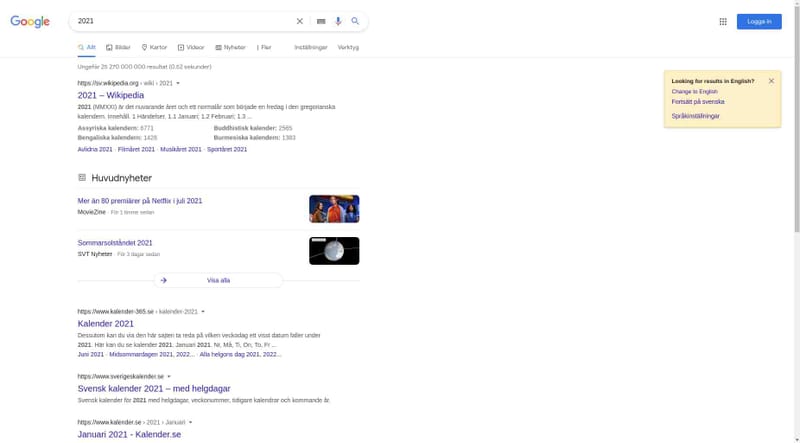 Google
2021
Logga in
Allt
Bilder
Kartor
Videor
Nyheter
Fler
Inställningar
Verktyg
Ungefär 25 270 000 000 resultat (0,62 sekunder)
Looking for results in English?
Change to English
Fortsätt på svenska
Språkinställningar
https://sv.wikipedia.org › wiki › 2021
2021 – Wikipedia
2021 (MMXXI) är det nuvarande året och ett normalår som började en fredag i den gregorianska
kalendern. Innehåll. 1 Händelser. 1.1 Januari; 1.2 Februari; 1.3 ...
Assyriska kalendern: 6771
Buddhistisk kalender: 2565
Bengaliska kalendern: 1428
Burmesiska kalendern: 1383
Avlidna 2021 · Filmåret 2021 · Musikåret 2021 · Sportåret 2021
Huvudnyheter
Mer än 80 premiärer på Netflix i juli 2021
MovieZine · För 1 timme sedan
Sommarsolståndet 2021
SVT Nyheter · För 3 dagar sedan
Visa alla
https://www.kalender-365.se › kalender-2021
Kalender 2021
Dessutom kan du via den här sajten ta reda på vilken veckodag ett visst datum faller under
2021. Här kan du se kalender 2021. Januari 2021. Nr, Må, Ti, On, To, Fr ...
Juni 2021 · Midsommardagen 2021, 2022... · Alla helgons dag 2021, 2022...
https://www.sverigeskalender.se
Svensk kalender 2021 – med helgdagar
Svensk kalender för 2021 med helgdagar, veckonummer, tidigare kalendrar och kommande år.
https://www.kalender.se › 2021 › Januari
Januari 2021 - Kalender.se